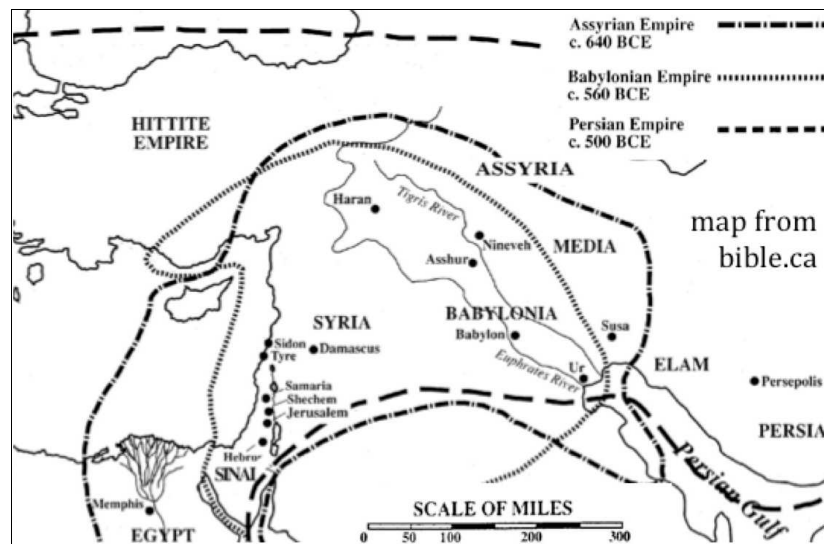 Assyrian Empire
c. 640 BCE
Babylonian Empire
c. 560 BCE
Persian Empire
c. 500 BCE
HITTITE
EMPIRE
ASSYRIA
Haran
Tigris River
Nineveh
MEDIA
map from
bible.ca
Asshur
SYRIA
BABYLONIA
Babylon
Susa
Sidon
Tyre
Damascus
Euphrates River
Ur
ELAM
Persepolis
Samaria
Shechem
Jerusalem
PERSIA
Hebro
SINAI
Persian Gulf
Memphis
EGYPT
SCALE OF MILES
0 50 100 200 300